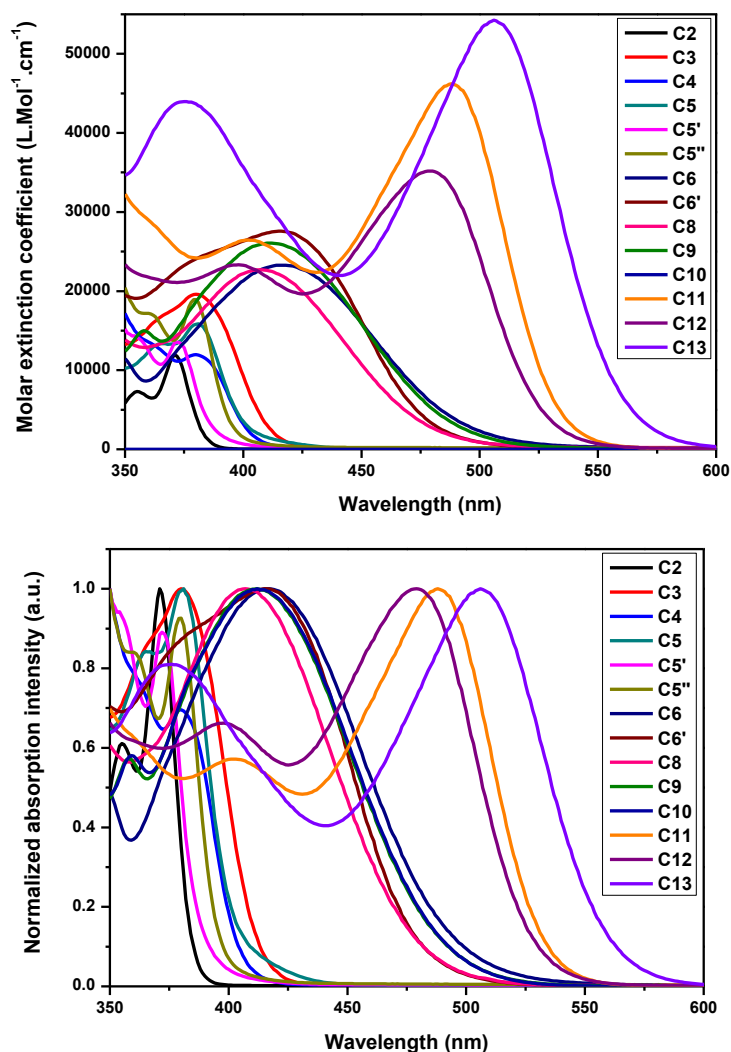 Molar extinction coefficient (L.Mol⁻¹.cm⁻¹)
50000
40000
30000
20000
10000
0
350 400 450 500 550 600
Wavelength (nm)
C2
C3
C4
C5
C5'
C5"
C6
C6'
C8
C9
C10
C11
C12
C13
Normalized absorption intensity (a.u.)
1.0
0.8
0.6
0.4
0.2
0.0
350 400 450 500 550 600
Wavelength (nm)
C2
C3
C4
C5
C5'
C5"
C6
C6'
C8
C9
C10
C11
C12
C13